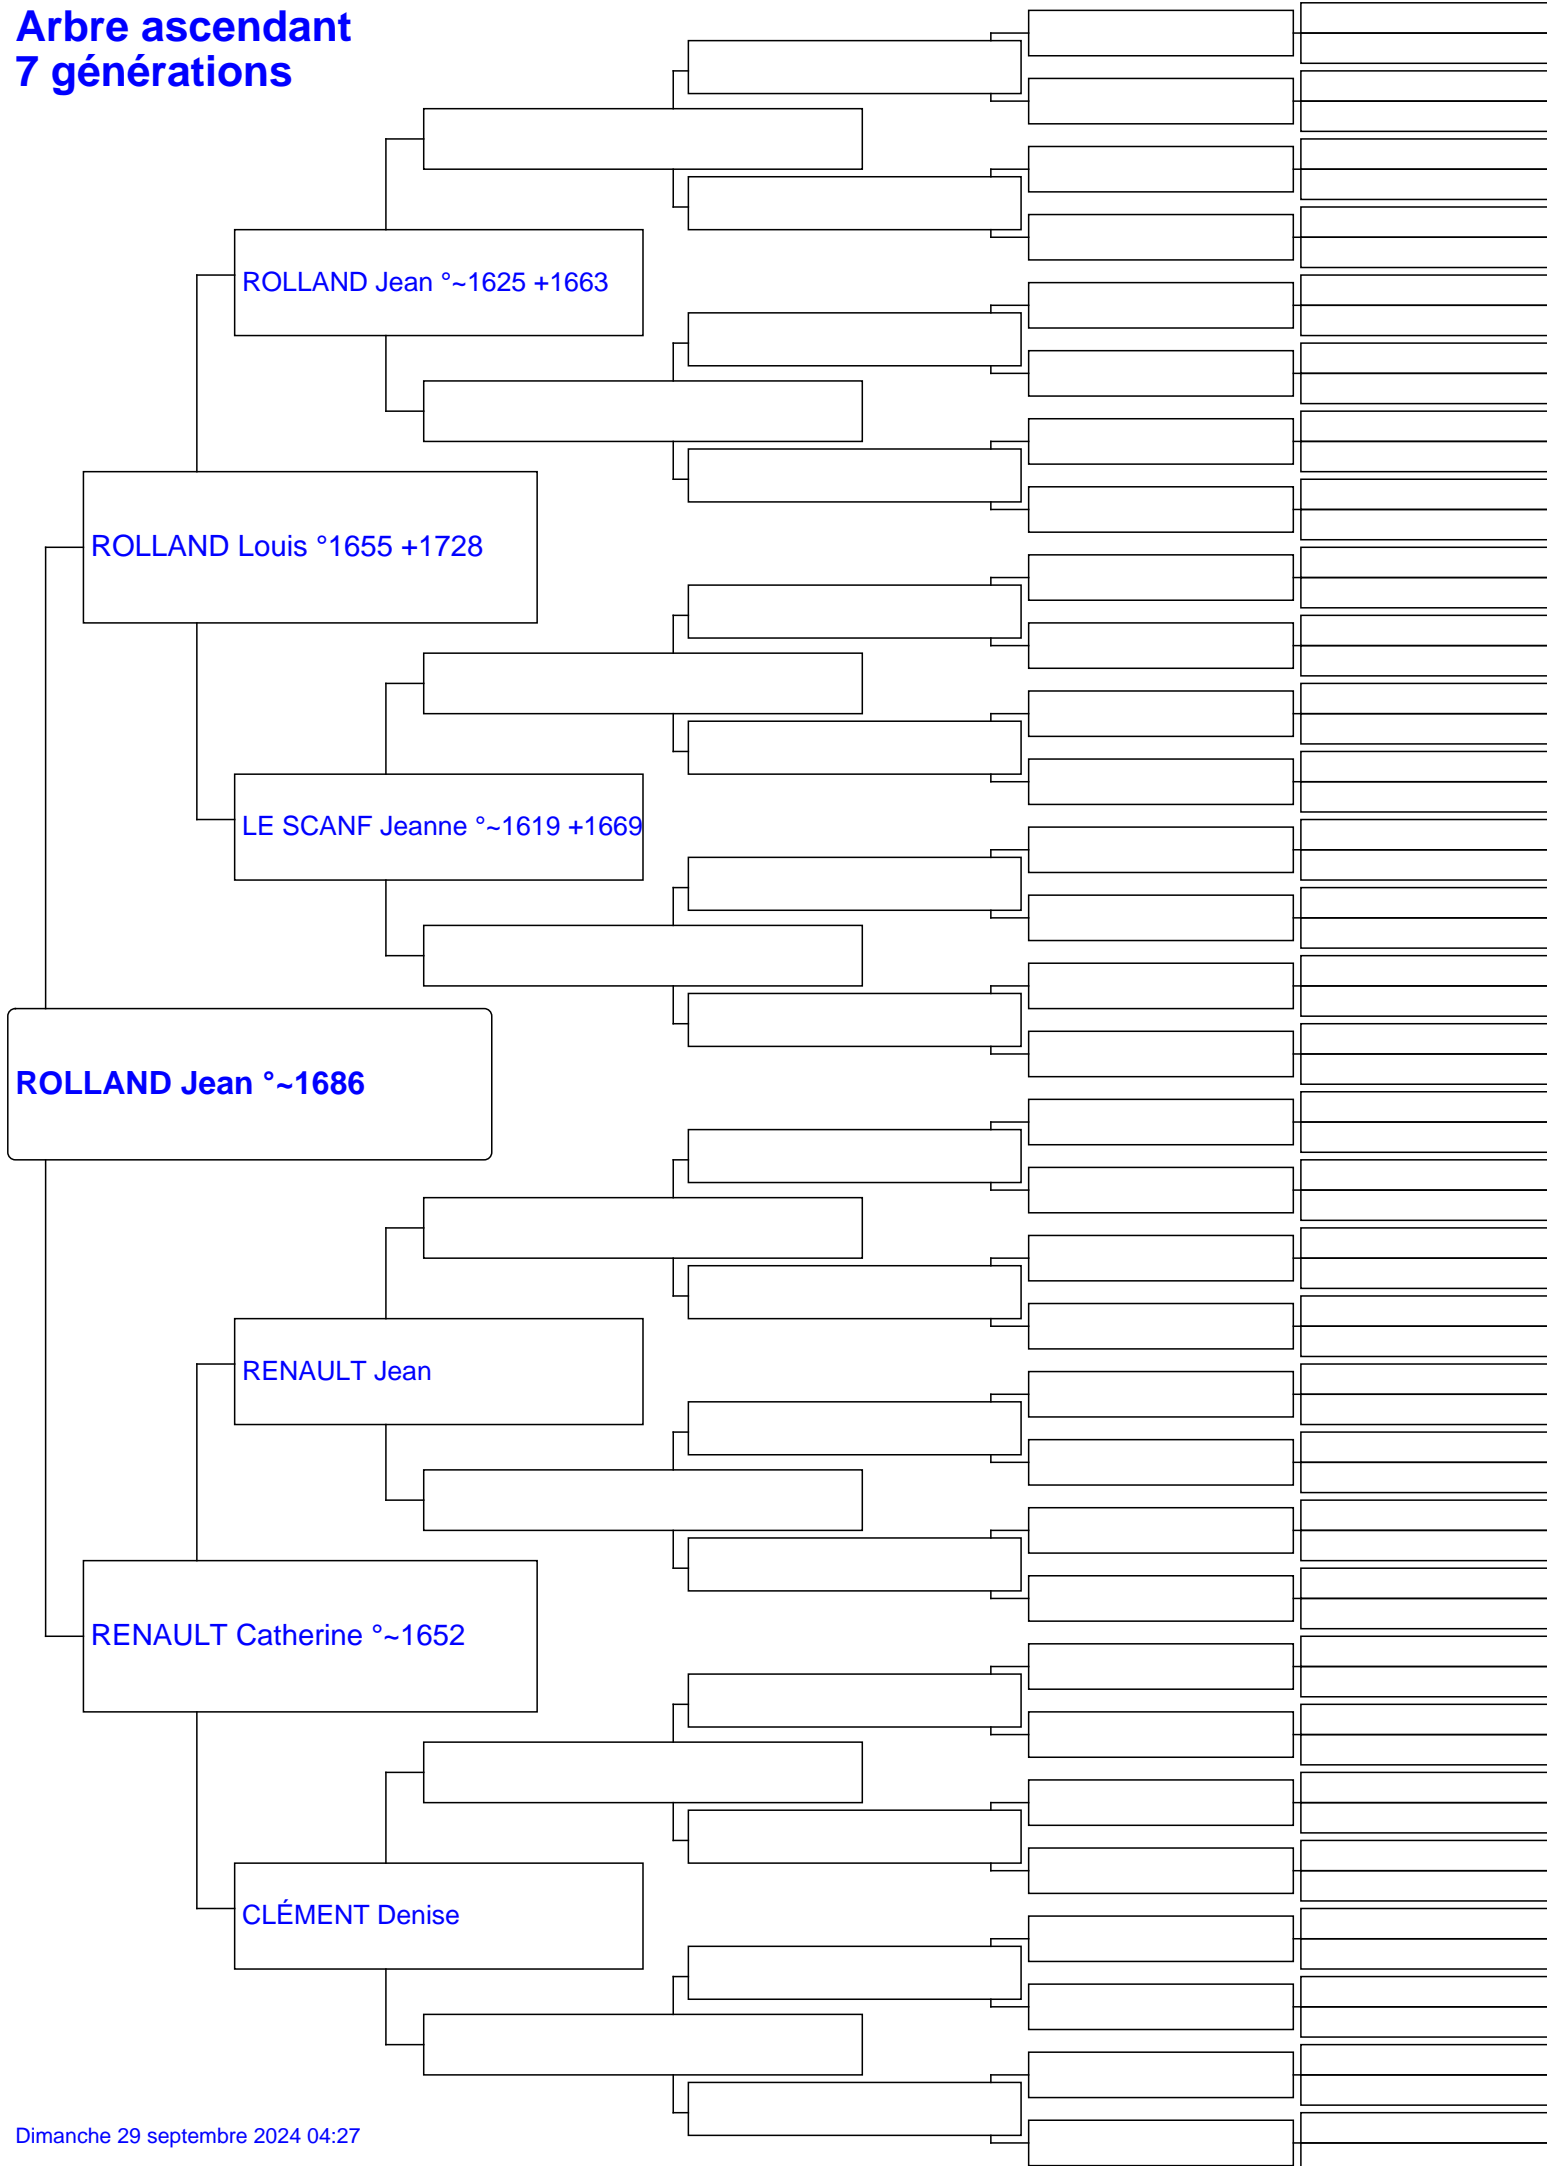 Arbre ascendant
7 générations
ROLLAND Jean °~1625 +1663
ROLLAND Louis °1655 +1728
LE SCANF Jeanne °~1619 +1669
ROLLAND Jean °~1686
RENAULT Jean
RENAULT Catherine °~1652
CLÉMENT Denise
Dimanche 29 septembre 2024 04:27